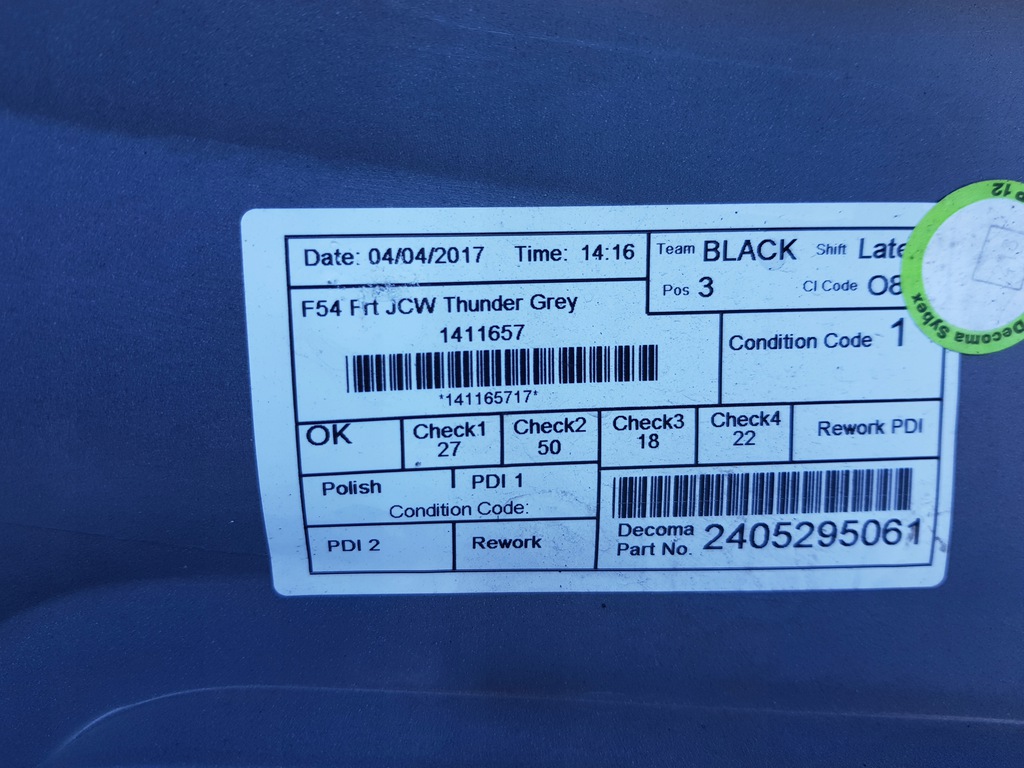 Date: 04/04/2017 Time: 14:16
Team BLACK Shift Late
Pos 3 CI Code O8
F54 Frt JCW Thunder Grey
1411657
*141165717*
Condition Code 1
OK
Check1
27
Check2
50
Check3
18
Check4
22
Rework PDI
Polish
PDI 1
Condition Code:
PDI 2
Rework
Decoma
Part No. 2405295061
Decoma Sybex
12